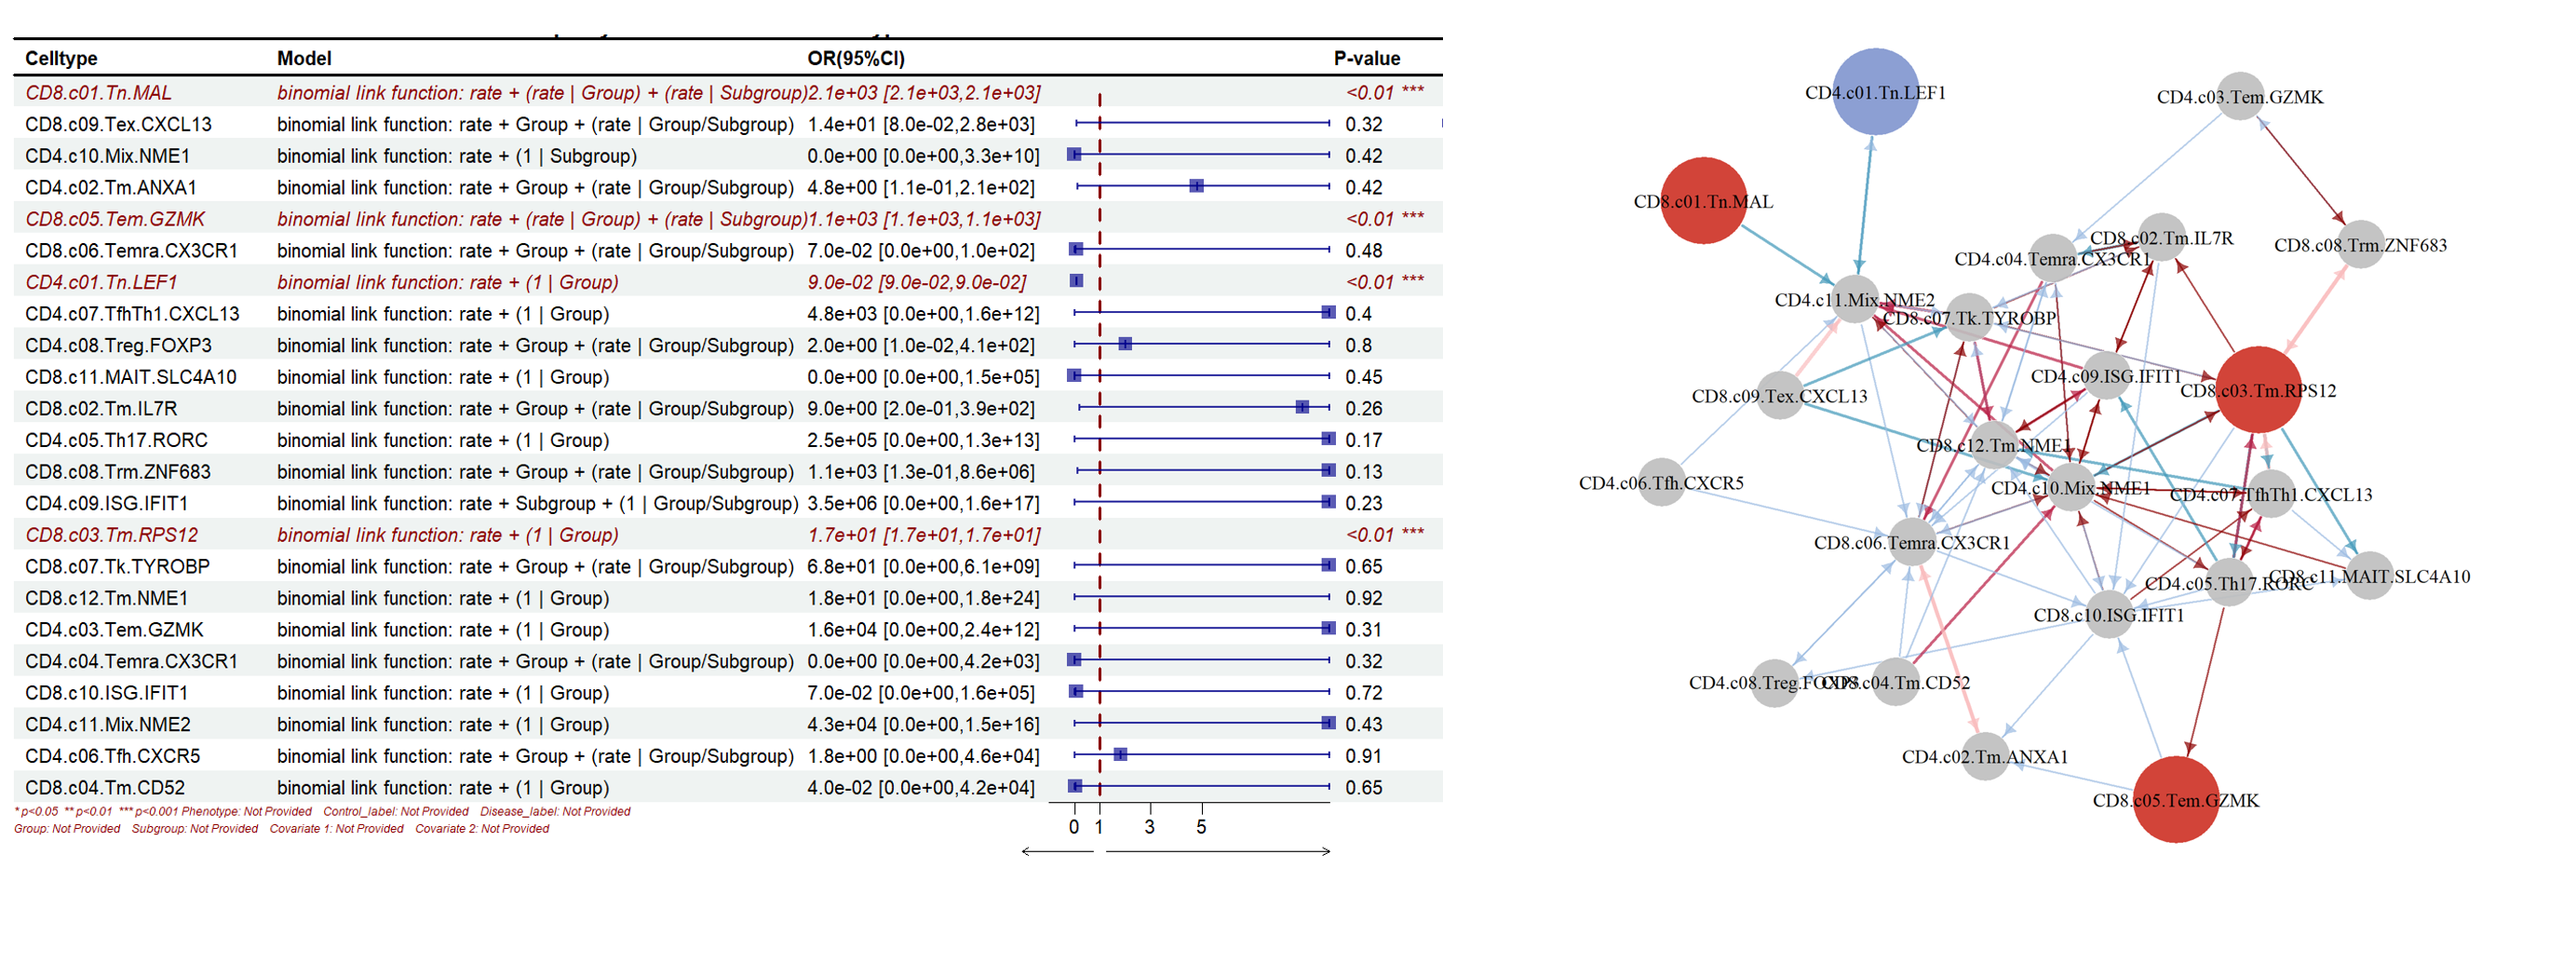 Celltype Model OR(95%CI) P-value
CD8.c01.Tn.MAL binomial link function: rate + (rate | Group) + (rate | Subgroup) 2.1e+03 [2.1e+03,2.1e+03] <0.01 ***
CD8.c09.Tex.CXCL13 binomial link function: rate + Group + (rate | Group/Subgroup) 1.4e+01 [8.0e-02,2.8e+03] 0.32
CD4.c10.Mix.NME1 binomial link function: rate + (1 | Subgroup) 0.0e+00 [0.0e+00,3.3e+10] 0.42
CD4.c02.Tm.ANXA1 binomial link function: rate + Group + (rate | Group/Subgroup) 4.8e+00 [1.1e-01,2.1e+02] 0.42
CD8.c05.Tem.GZMK binomial link function: rate + (rate | Group) + (rate | Subgroup) 1.1e+03 [1.1e+03,1.1e+03] <0.01 ***
CD8.c06.Temra.CX3CR1 binomial link function: rate + Group + (rate | Group/Subgroup) 7.0e-02 [0.0e+00,1.0e+02] 0.48
CD4.c01.Tn.LEF1 binomial link function: rate + (1 | Group) 9.0e-02 [9.0e-02,9.0e-02] <0.01 ***
CD4.c07.TfhTh1.CXCL13 binomial link function: rate + (1 | Group) 4.8e+03 [0.0e+00,1.6e+12] 0.4
CD4.c08.Treg.FOXP3 binomial link function: rate + Group + (rate | Group/Subgroup) 2.0e+00 [1.0e-02,4.1e+02] 0.8
CD8.c11.MAIT.SLC4A10 binomial link function: rate + (1 | Group) 0.0e+00 [0.0e+00,1.5e+05] 0.45
CD8.c02.Tm.IL7R binomial link function: rate + Group + (rate | Group/Subgroup) 9.0e+00 [2.0e-01,3.9e+02] 0.26
CD4.c05.Th17.RORC binomial link function: rate + (1 | Group) 2.5e+05 [0.0e+00,1.3e+13] 0.17
CD8.c08.Trm.ZNF683 binomial link function: rate + Group + (rate | Group/Subgroup) 1.1e+03 [1.3e-01,8.6e+06] 0.13
CD4.c09.ISG.IFIT1 binomial link function: rate + Subgroup + (1 | Group/Subgroup) 3.5e+06 [0.0e+00,1.6e+17] 0.23
CD8.c03.Tm.RPS12 binomial link function: rate + (1 | Group) 1.7e+01 [1.7e+01,1.7e+01] <0.01 ***
CD8.c07.Tk.TYROBP binomial link function: rate + Group + (rate | Group/Subgroup) 6.8e+01 [0.0e+00,6.1e+09] 0.65
CD8.c12.Tm.NME1 binomial link function: rate + (1 | Group) 1.8e+01 [0.0e+00,1.8e+24] 0.92
CD4.c03.Tem.GZMK binomial link function: rate + (1 | Group) 1.6e+04 [0.0e+00,2.4e+12] 0.31
CD4.c04.Temra.CX3CR1 binomial link function: rate + Group + (rate | Group/Subgroup) 0.0e+00 [0.0e+00,4.2e+03] 0.32
CD8.c10.ISG.IFIT1 binomial link function: rate + (1 | Group) 7.0e-02 [0.0e+00,1.6e+05] 0.72
CD4.c11.Mix.NME2 binomial link function: rate + (1 | Group) 4.3e+04 [0.0e+00,1.5e+16] 0.43
CD4.c06.Tfh.CXCR5 binomial link function: rate + Group + (rate | Group/Subgroup) 1.8e+00 [0.0e+00,4.6e+04] 0.91
CD8.c04.Tm.CD52 binomial link function: rate + (1 | Group) 4.0e-02 [0.0e+00,4.2e+04] 0.65
* p<0.05 ** p<0.01 *** p<0.001 Phenotype: Not Provided Control_label: Not Provided Disease_label: Not Provided
Group: Not Provided Subgroup: Not Provided Covariate 1: Not Provided Covariate 2: Not Provided
0 1 3 5
CD4.c01.Tn.LEF1
CD4.c03.Tem.GZMK
CD8.c01.Tn.MAL
CD8.c02.Tm.IL7R
CD8.c08.Trm.ZNF683
CD4.c04.Temra.CX3CR1
CD4.c11.Mix.NME2
CD8.c07.Tk.TYROBP
CD4.c09.ISG.IFIT1
CD8.c03.Tm.RPS12
CD8.c09.Tex.CXCL13
CD8.c12.Tm.NME1
CD4.c06.Tfh.CXCR5
CD4.c10.Mix.NME1
CD4.c07.TfhTh1.CXCL13
CD8.c06.Temra.CX3CR1
CD4.c05.Th17.RORC
CD8.c11.MAIT.SLC4A10
CD8.c10.ISG.IFIT1
CD4.c08.Treg.FOXP3
CD8.c04.Tm.CD52
CD4.c02.Tm.ANXA1
CD8.c05.Tem.GZMK